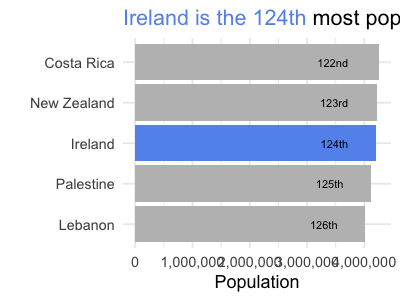 Ireland is the 124th most pop
Costa Rica 122nd
New Zealand 123rd
Ireland 124th
Palestine 125th
Lebanon 126th
0 1,000,000 2,000,000 3,000,000 4,000,000
Population